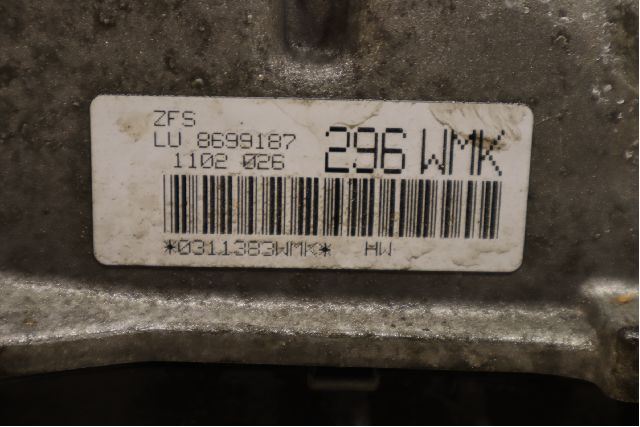 ZFS
LU 8699187
1102 026
296 WMK
*0311383WMK* HW